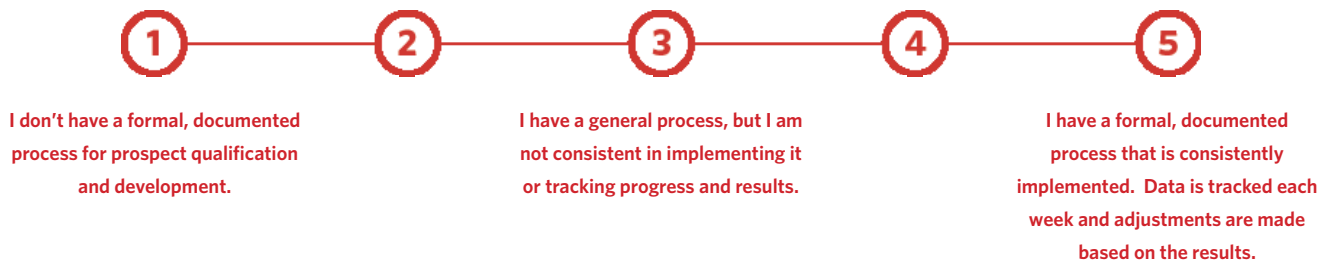 1 2 3 4 5
I don’t have a formal, documented
process for prospect qualification
and development.
I have a general process, but I am
not consistent in implementing it
or tracking progress and results.
I have a formal, documented
process that is consistently
implemented.  Data is tracked each
week and adjustments are made
based on the results.